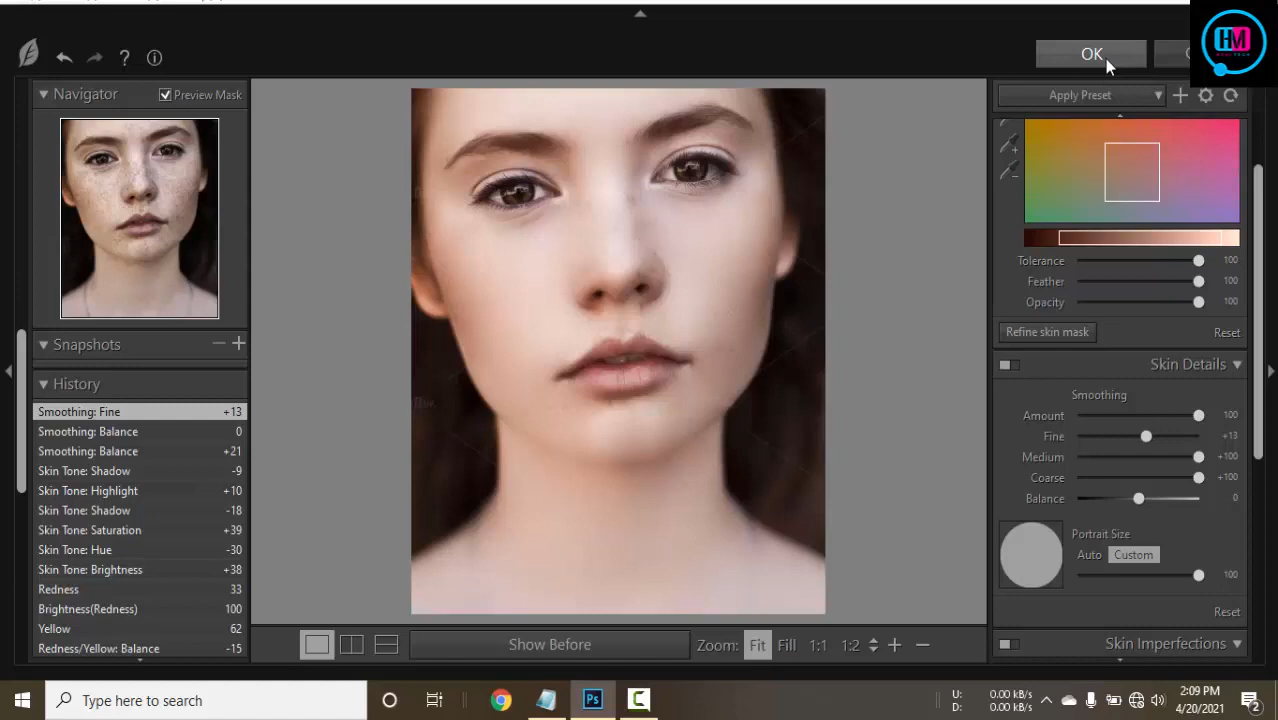 OK
HM
Navigator
Preview Mask
Apply Preset
Tolerance 100
Feather 100
Opacity 100
Refine skin mask
Reset
Snapshots
History
Smoothing: Fine +13
Smoothing: Balance 0
Smoothing: Balance +21
Skin Tone: Shadow -9
Skin Tone: Highlight +10
Skin Tone: Shadow -18
Skin Tone: Saturation +39
Skin Tone: Hue -30
Skin Tone: Brightness +38
Redness 33
Brightness(Redness) 100
Yellow 62
Redness/Yellow: Balance -15
Skin Details
Smoothing
Amount 100
Fine +13
Medium +100
Coarse +100
Balance 0
Portrait Size
Auto Custom
100
Reset
Skin Imperfections
Show Before
Zoom: Fit Fill 1:1 1:2
Type here to search
Ps
U: 0.00 kB/s
D: 0.00 kB/s
2:09 PM
4/20/2021
2